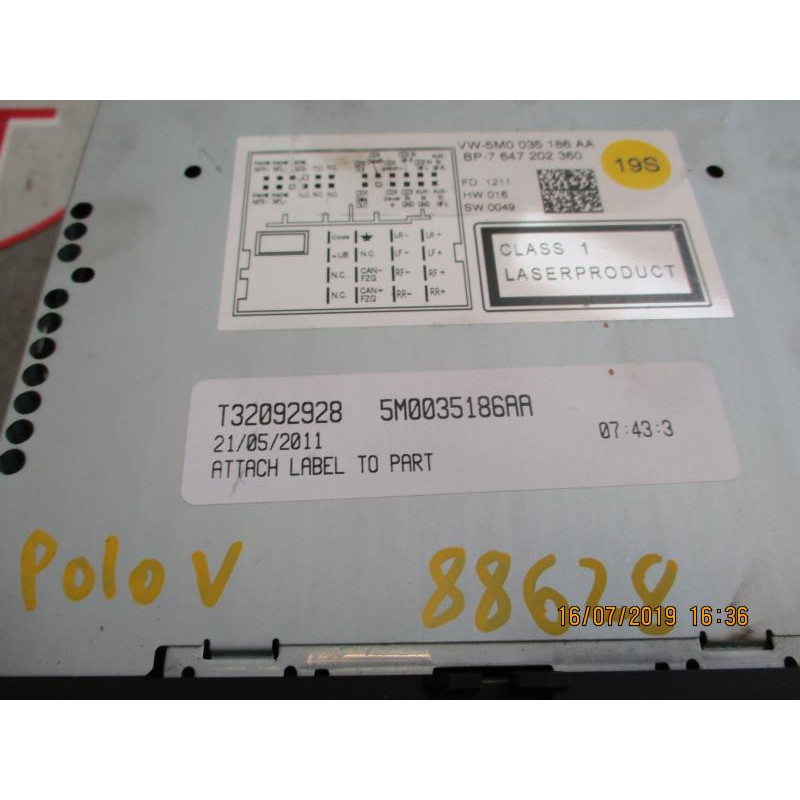 VW-5M0 035 186 AA
BP-7 647 202 360
19S
FD 1211
HW 016
SW 0049
CLASS 1
LASERPRODUCT
Code LR- LR+
+UB N.C. LF- LF+
N.C. CAN- FZG RF- RF+
N.C. CAN+ FZG RR- RR+
T32092928 5M0035186AA
21/05/2011 07:43:3
ATTACH LABEL TO PART
Polo V 88628
16/07/2019 16:36